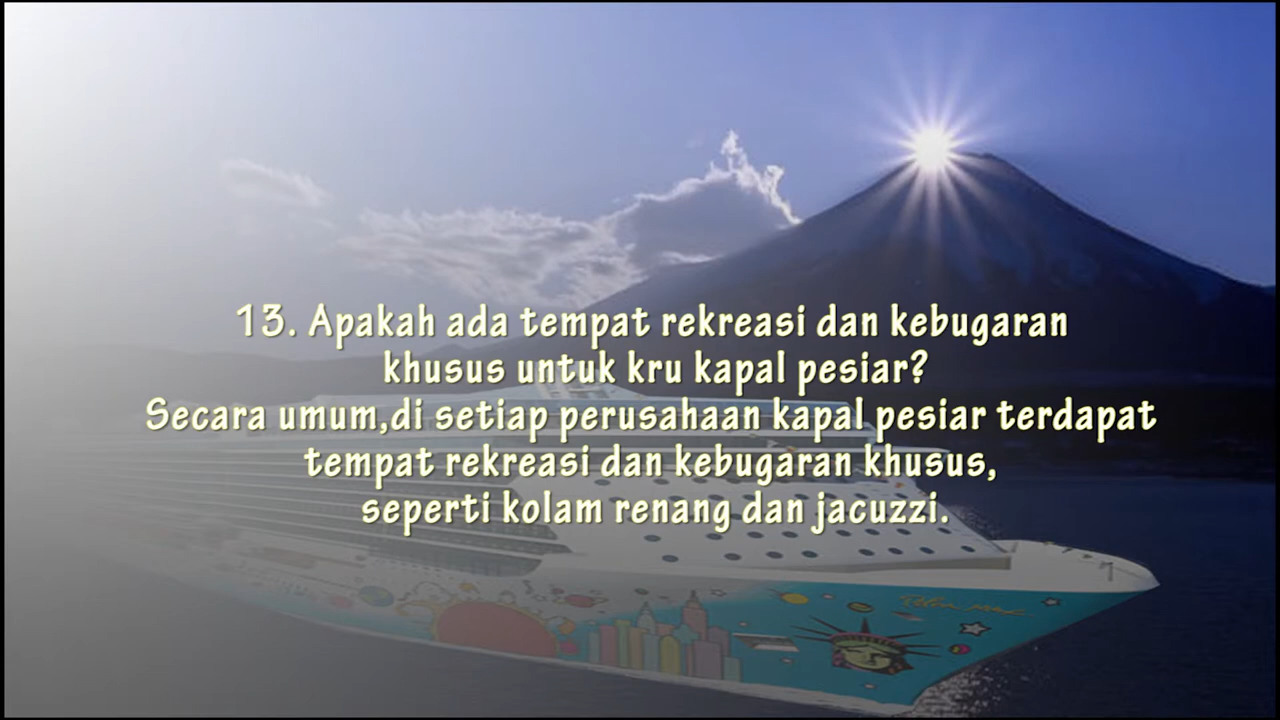 13. Apakah ada tempat rekreasi dan kebugaran
khusus untuk kru kapal pesiar?
Secara umum,di setiap perusahaan kapal pesiar terdapat
tempat rekreasi dan kebugaran khusus,
seperti kolam renang dan jacuzzi.